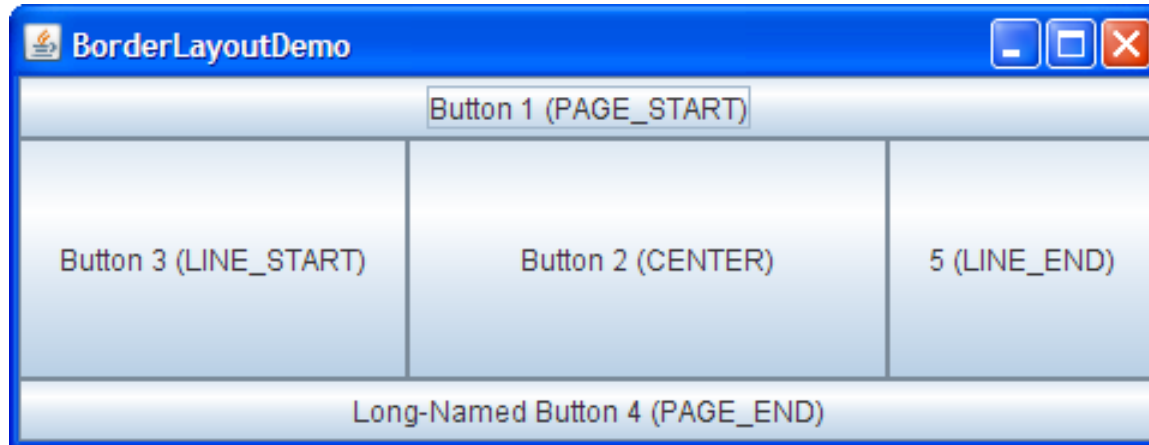 BorderLayoutDemo
Button 1 (PAGE_START)
Button 3 (LINE_START)
Button 2 (CENTER)
5 (LINE_END)
Long-Named Button 4 (PAGE_END)